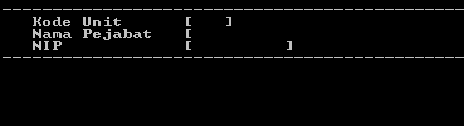 Kode Unit [ ]
Nama Pejabat [
NIP [ ]